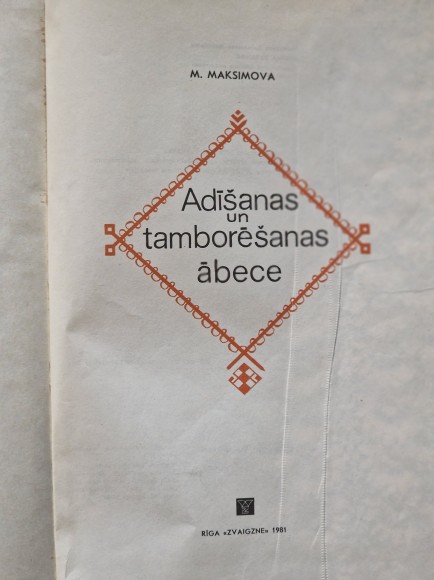 M. MAKSIMOVA
Adīšanas
un
tamborēšanas
ābece
RĪGA «ZVAIGZNE» 1981